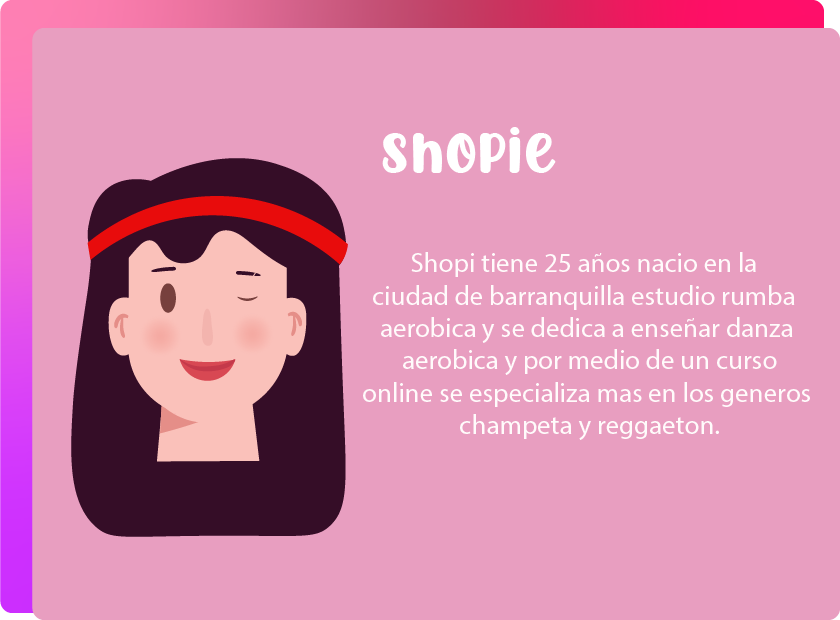 shopie
Shopi tiene 25 años nacio en la
ciudad de barranquilla estudio rumba
aerobica y se dedica a enseñar danza
aerobica y por medio de un curso
online se especializa mas en los generos
champeta y reggaeton.